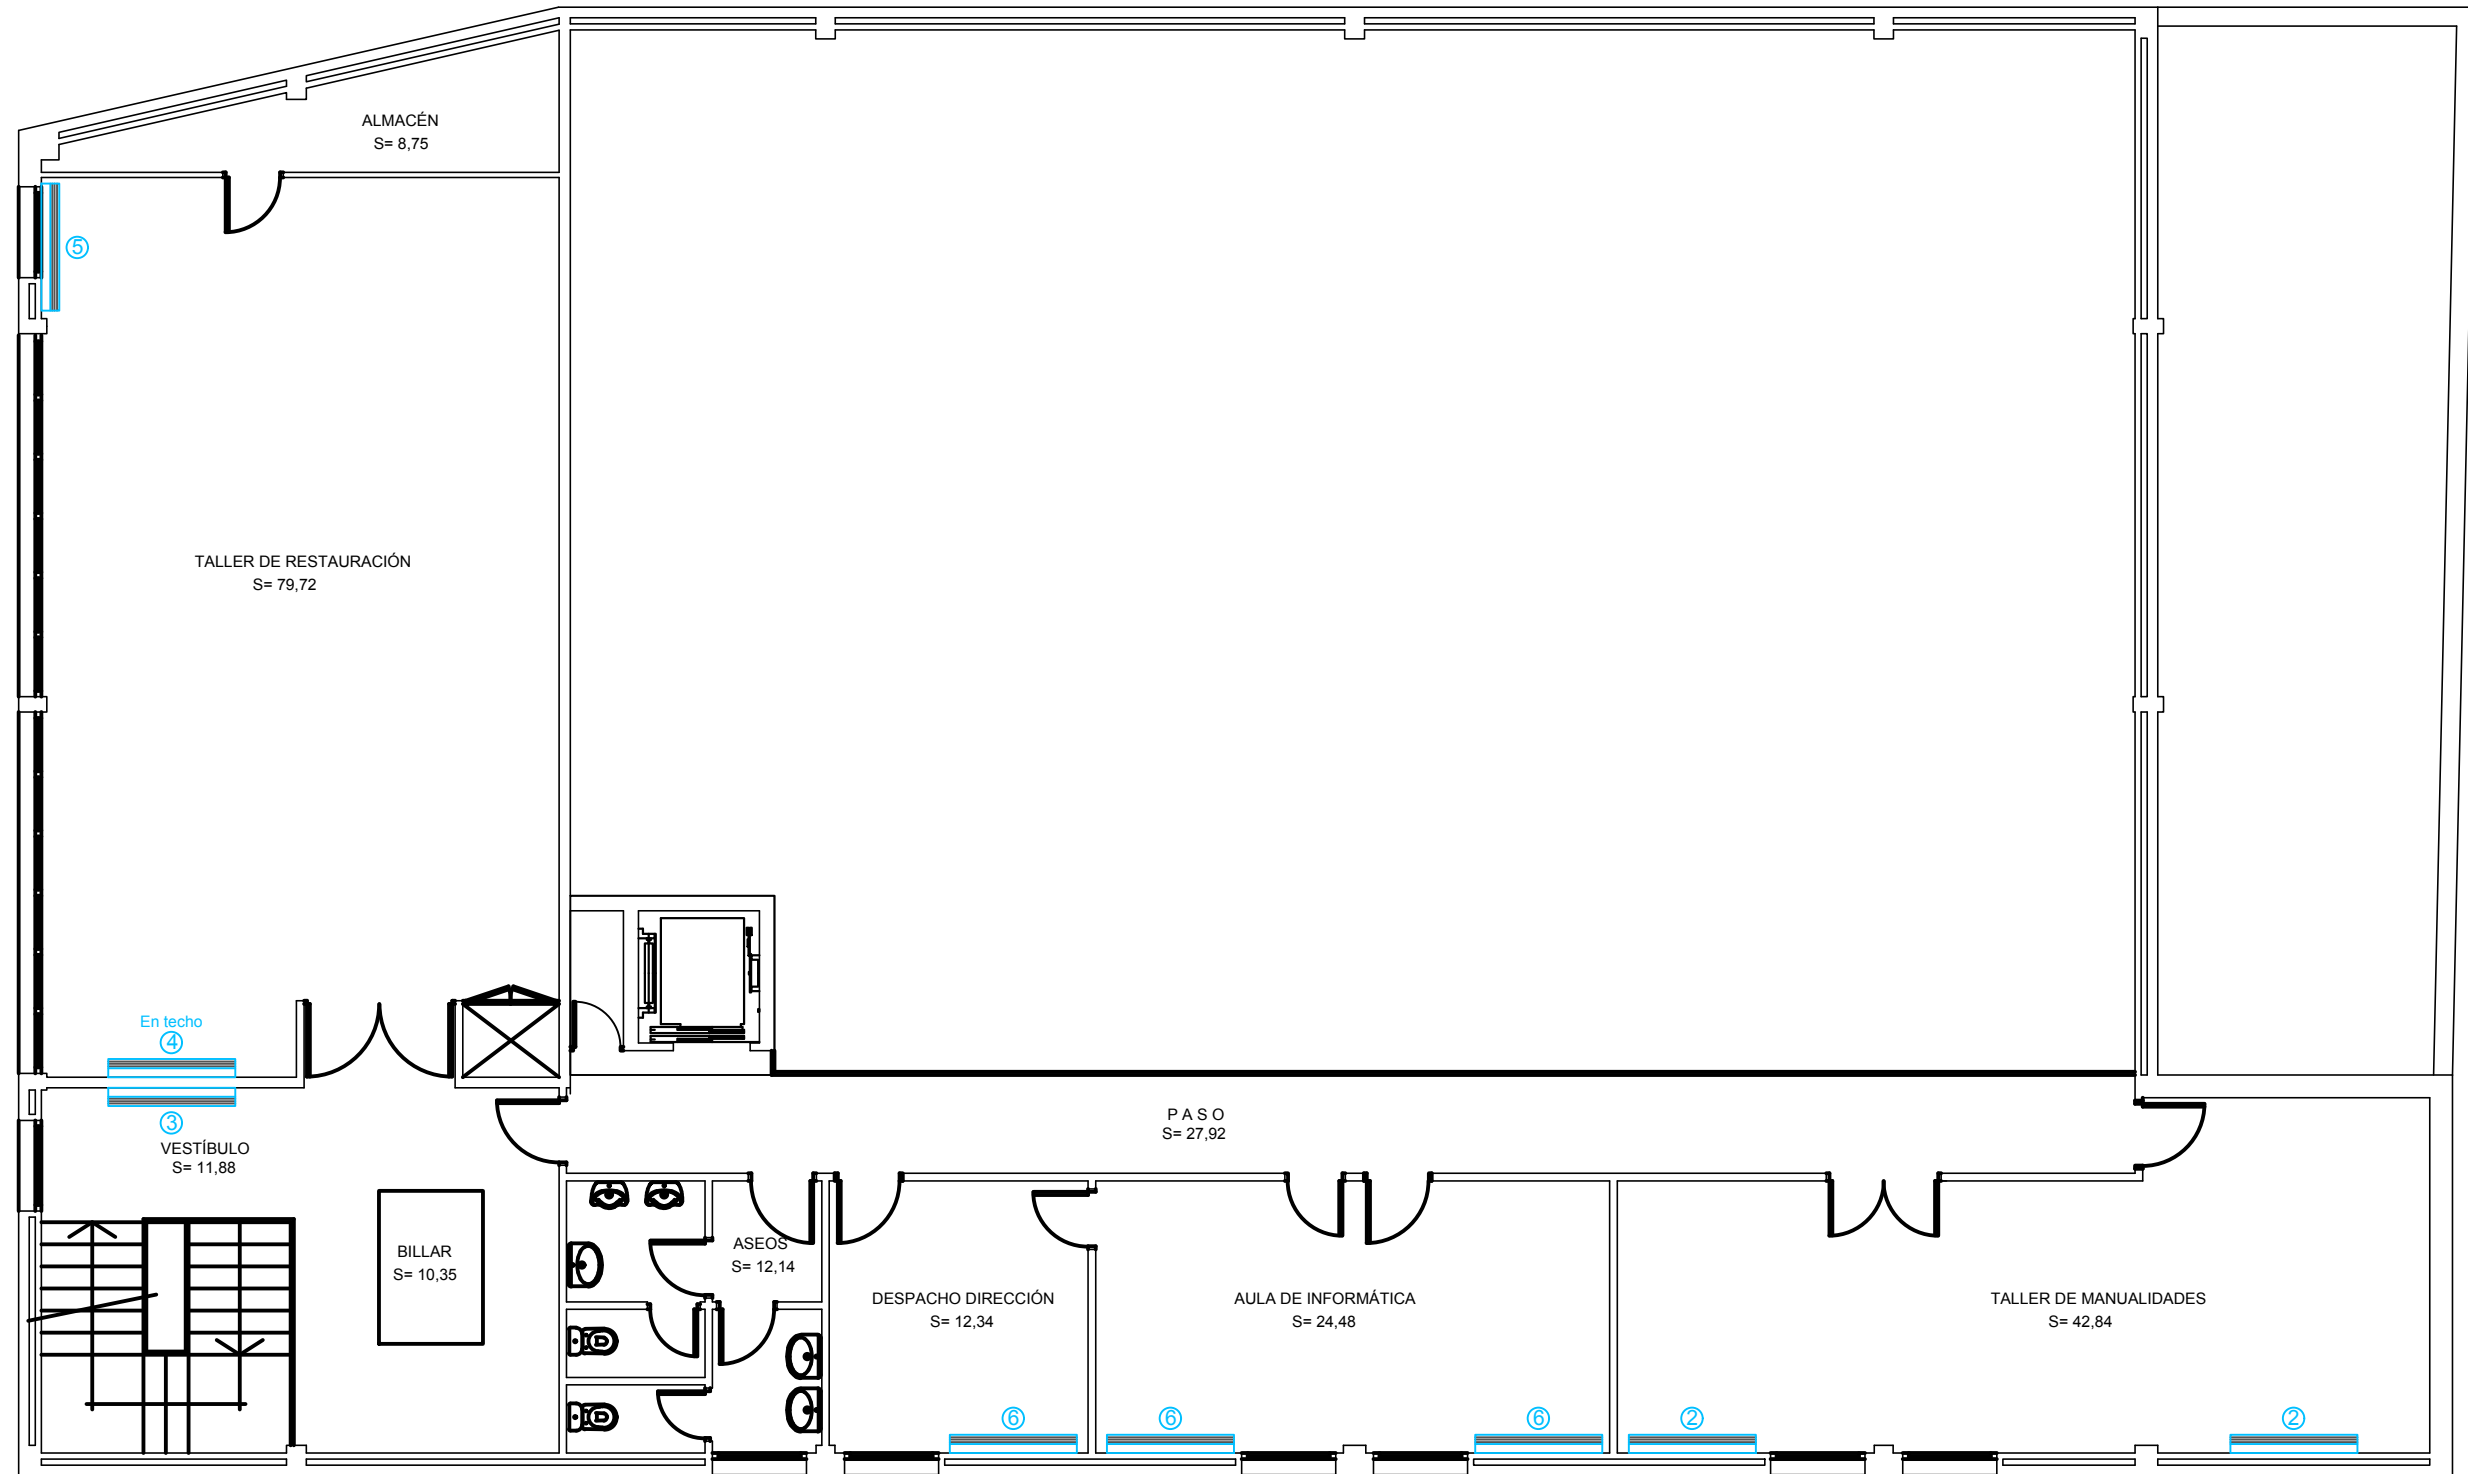 ALMACÉN
S= 8,75
5
TALLER DE RESTAURACIÓN
S= 79,72
En techo
4
3
VESTÍBULO
S= 11,88
P A S O
S= 27,92
BILLAR
S= 10,35
ASEOS
S= 12,14
DESPACHO DIRECCIÓN
S= 12,34
AULA DE INFORMÁTICA
S= 24,48
TALLER DE MANUALIDADES
S= 42,84
6
6
6
2
2